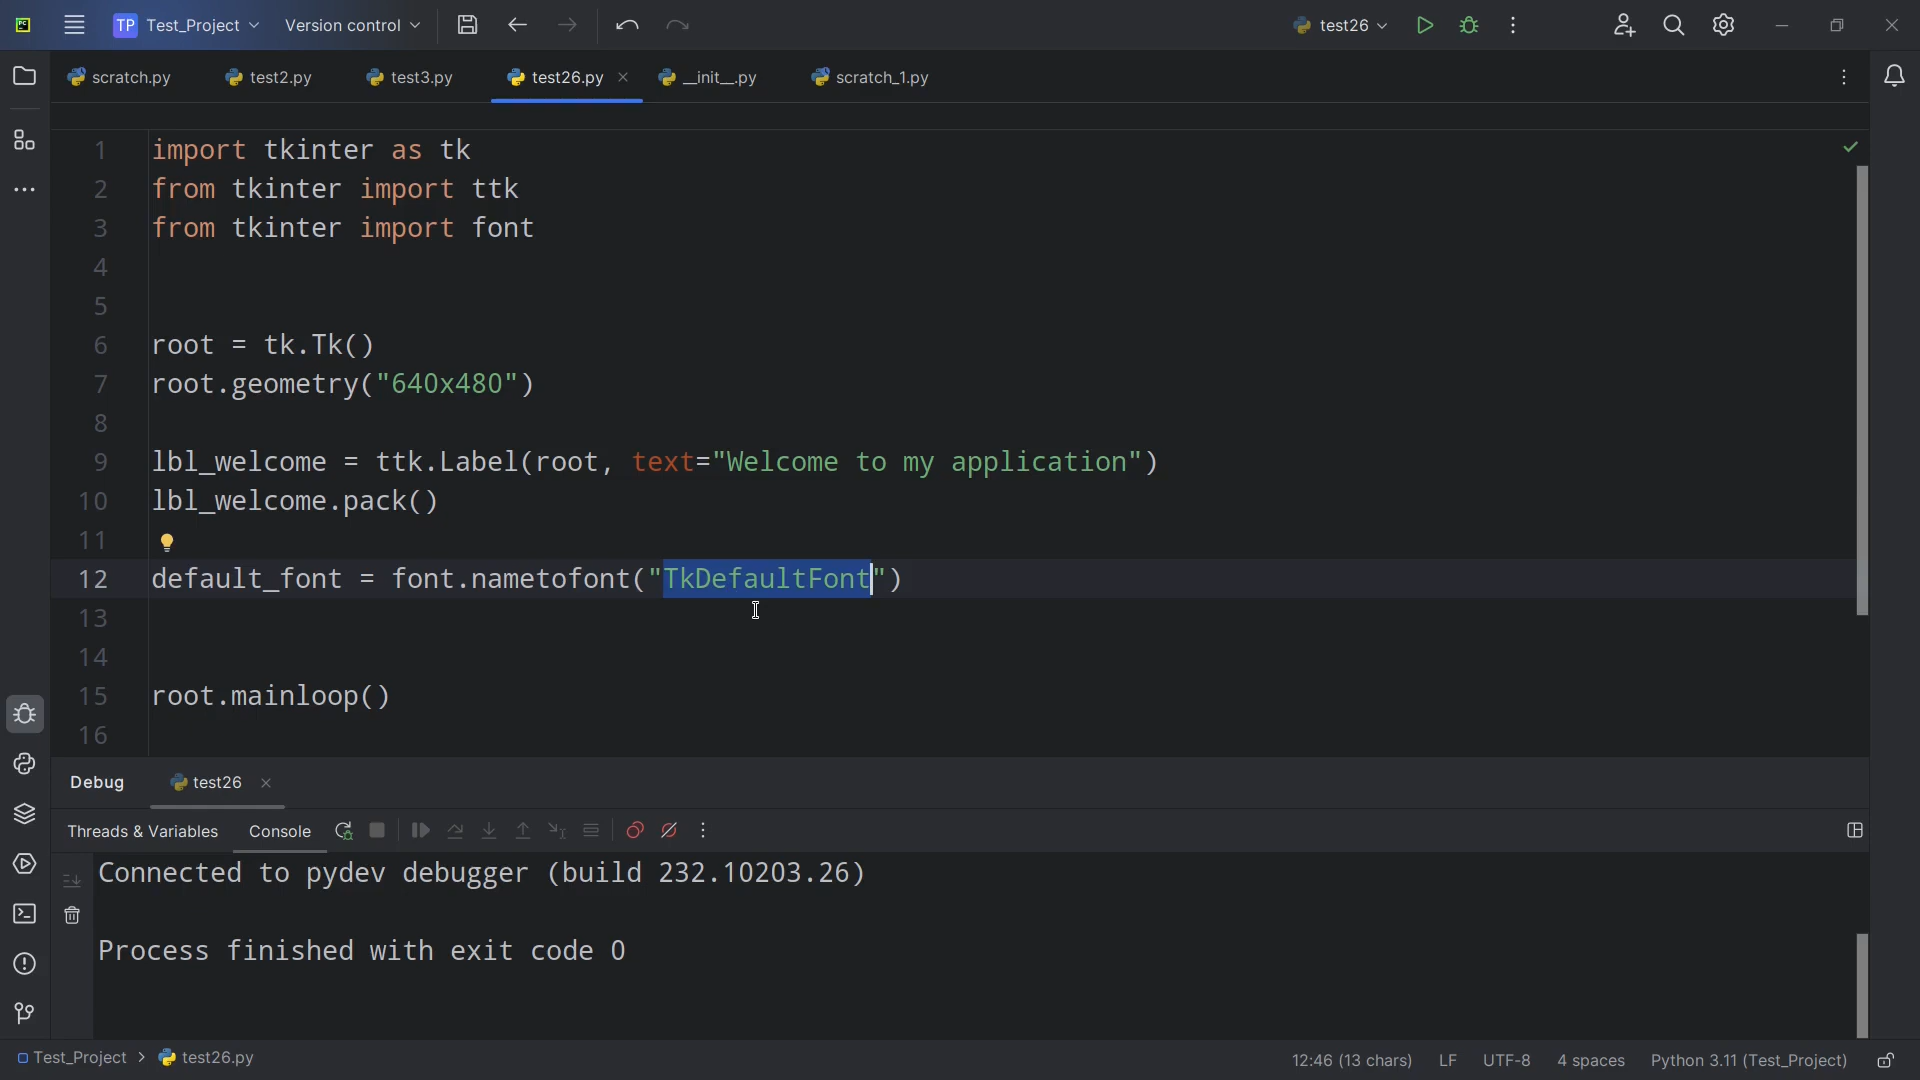 PC TP Test_Project Version control test26
scratch.py test2.py test3.py test26.py __init__.py scratch_1.py
1 import tkinter as tk
2 from tkinter import ttk
3 from tkinter import font
4
5
6 root = tk.Tk()
7 root.geometry("640x480")
8
9 lbl_welcome = ttk.Label(root, text="Welcome to my application")
10 lbl_welcome.pack()
11
12 default_font = font.nametofont("TkDefaultFont")
13
14
15 root.mainloop()
16
Debug test26
Threads & Variables Console
Connected to pydev debugger (build 232.10203.26)
Process finished with exit code 0
Test_Project > test26.py 12:46 (13 chars) LF UTF-8 4 spaces Python 3.11 (Test_Project)